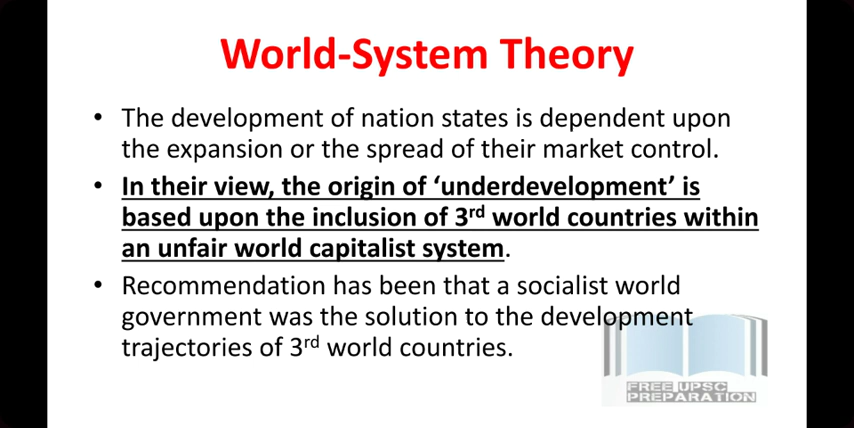 World-System Theory
• The development of nation states is dependent upon
the expansion or the spread of their market control.
• In their view, the origin of ‘underdevelopment’ is
based upon the inclusion of 3rd world countries within
an unfair world capitalist system.
• Recommendation has been that a socialist world
government was the solution to the development
trajectories of 3rd world countries.
FREE UPSC
PREPARATION